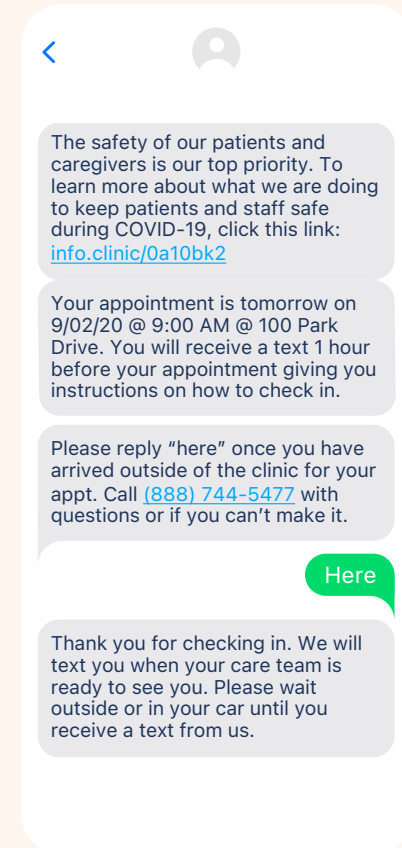 The safety of our patients and
caregivers is our top priority. To
learn more about what we are doing
to keep patients and staff safe
during COVID-19, click this link:
info.clinic/0a10bk2
Your appointment is tomorrow on
9/02/20 @ 9:00 AM @ 100 Park
Drive. You will receive a text 1 hour
before your appointment giving you
instructions on how to check in.
Please reply “here” once you have
arrived outside of the clinic for your
appt. Call (888) 744-5477 with
questions or if you can’t make it.
Here
Thank you for checking in. We will
text you when your care team is
ready to see you. Please wait
outside or in your car until you
receive a text from us.